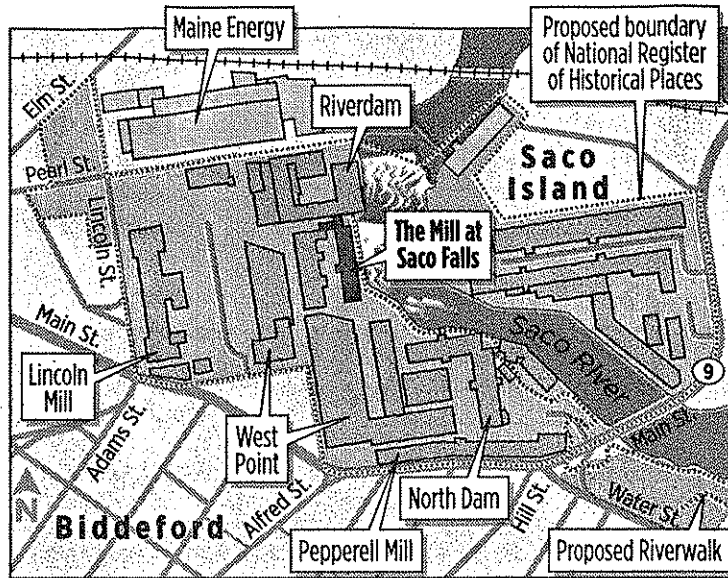 Maine Energy
Proposed boundary
of National Register
of Historical Places
Elm St.
Riverdam
Pearl St.
Saco
Island
Lincoln St.
The Mill at
Saco Falls
Main St.
Saco River
Lincoln
Mill
9
West
Point
Adams St.
Main St.
N
Alfred St.
North Dam
Hill St.
Water St.
Biddeford
Pepperell Mill
Proposed Riverwalk